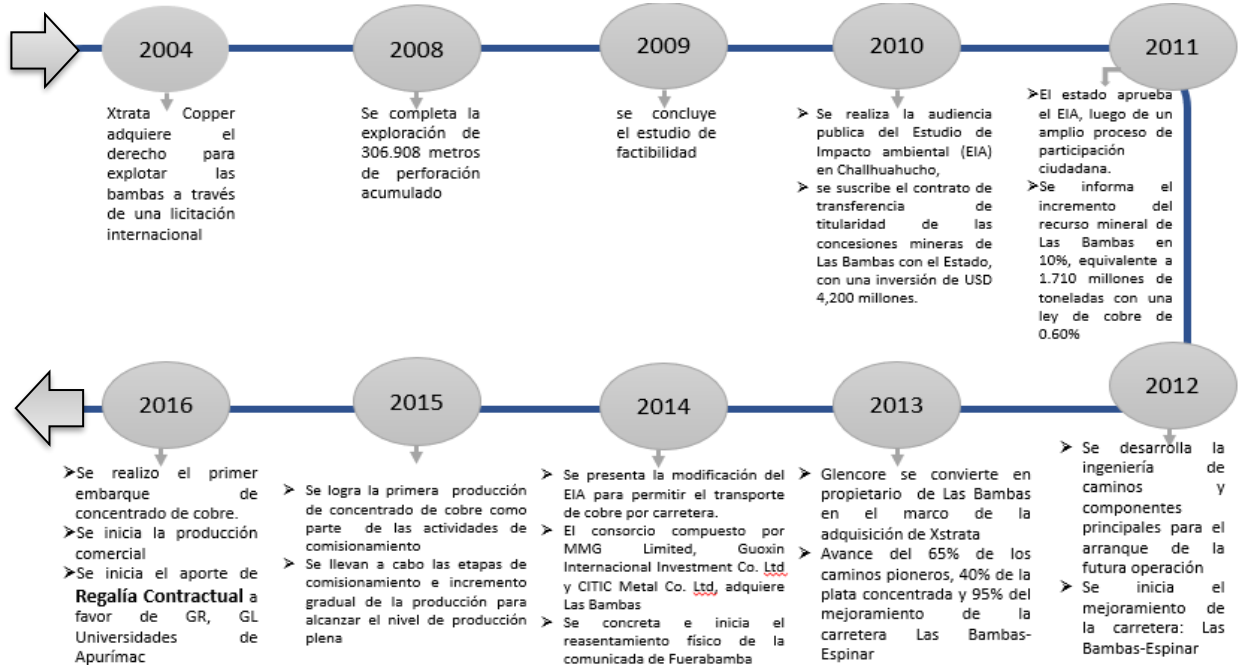 2004
Xtrata Copper
adquiere el
derecho para
explotar las
bambas a través
de una licitación
internacional
2008
Se completa la
exploración de
306.908 metros
de perforación
acumulado
2009
se concluye
el estudio de
factibilidad
2010
➤ Se realiza la audiencia
publica del Estudio de
Impacto ambiental (EIA)
en Challhuahucho,
➤ se suscribe el contrato de
transferencia de
titularidad de las
concesiones mineras de
Las Bambas con el Estado,
con una inversión de USD
4,200 millones.
2011
➤El estado aprueba
el EIA, luego de un
amplio proceso de
participación
ciudadana.
➤Se informa el
incremento del
recurso mineral de
Las Bambas en
10%, equivalente a
1.710 millones de
toneladas con una
ley de cobre de
0.60%
2012
➤ Se desarrolla la
ingeniería de
caminos y
componentes
principales para el
arranque de la
futura operación
➤ Se inicia el
mejoramiento de
la carretera: Las
Bambas-Espinar
2013
➤ Glencore se convierte en
propietario de Las Bambas
en el marco de la
adquisición de Xstrata
➤ Avance del 65% de los
caminos pioneros, 40% de la
plata concentrada y 95% del
mejoramiento de la
carretera Las Bambas-
Espinar
2014
➤ Se presenta la modificación del
EIA para permitir el transporte
de cobre por carretera.
➤ El consorcio compuesto por
MMG Limited, Guoxin
Internacional Investment Co. Ltd
y CITIC Metal Co. Ltd, adquiere
Las Bambas
➤ Se concreta e inicia el
reasentamiento físico de la
comunicada de Fuerabamba
2015
➤ Se logra la primera producción
de concentrado de cobre como
parte de las actividades de
comisionamiento
➤ Se llevan a cabo las etapas de
comisionamiento e incremento
gradual de la producción para
alcanzar el nivel de producción
plena
2016
➤Se realizo el primer
embarque de
concentrado de cobre.
➤Se inicia la producción
comercial
➤Se inicia el aporte de
Regalía Contractual a
favor de GR, GL
Universidades de
Apurímac